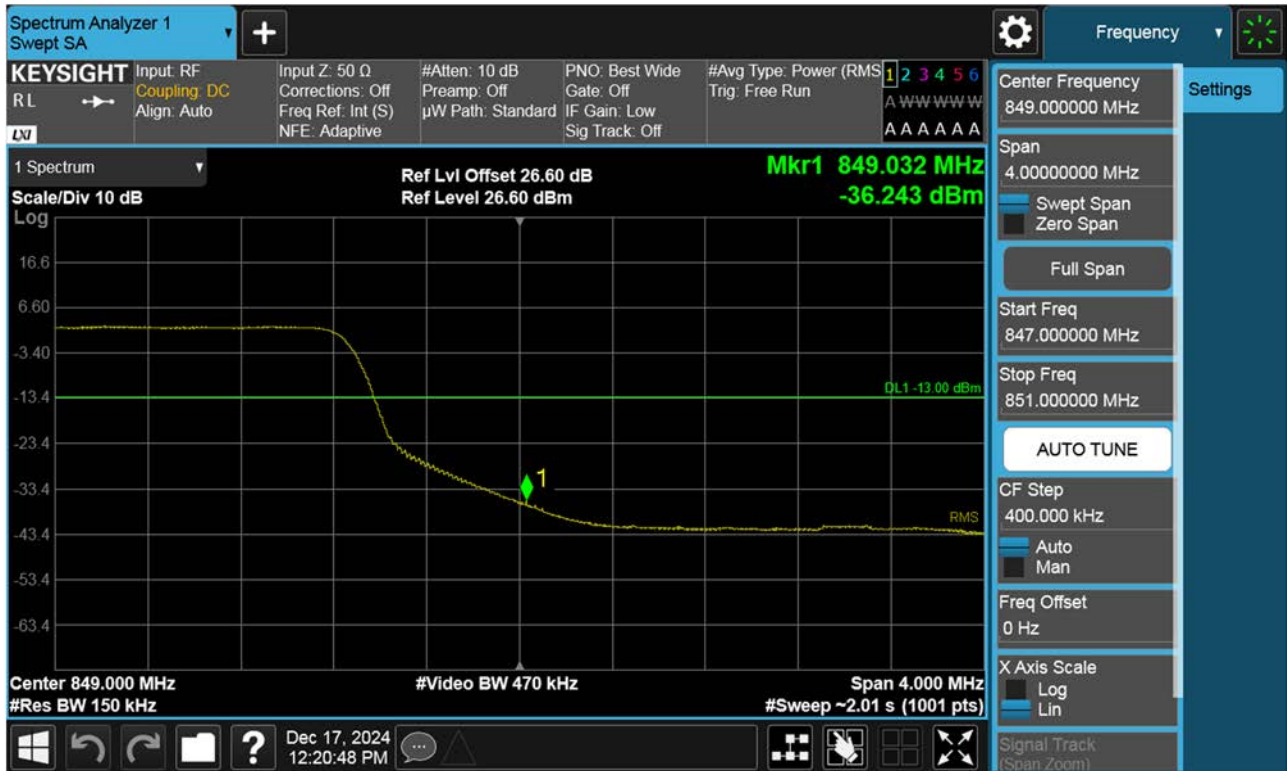 Spectrum Analyzer 1
Swept SA
+
Frequency
KEYSIGHT
RL
LXI
Input: RF
Coupling: DC
Align: Auto
Input Z: 50 Ω
Corrections: Off
Freq Ref: Int (S)
NFE: Adaptive
#Atten: 10 dB
Preamp: Off
µW Path: Standard
PNO: Best Wide
Gate: Off
IF Gain: Low
Sig Track: Off
#Avg Type: Power (RMS
Trig: Free Run
1 2 3 4 5 6
A W W W W W
A A A A A A
1 Spectrum
Scale/Div 10 dB
Log
Ref Lvl Offset 26.60 dB
Ref Level 26.60 dBm
Mkr1 849.032 MHz
-36.243 dBm
16.6
6.60
-3.40
-13.4
-23.4
-33.4
-43.4
-53.4
-63.4
DL1 -13.00 dBm
1
RMS
Center 849.000 MHz
#Res BW 150 kHz
#Video BW 470 kHz
Span 4.000 MHz
#Sweep ~2.01 s (1001 pts)
?
Dec 17, 2024
12:20:48 PM
Center Frequency
849.000000 MHz
Settings
Span
4.00000000 MHz
Swept Span
Zero Span
Full Span
Start Freq
847.000000 MHz
Stop Freq
851.000000 MHz
AUTO TUNE
CF Step
400.000 kHz
Auto
Man
Freq Offset
0 Hz
X Axis Scale
Log
Lin
Signal Track
(Span Zoom)